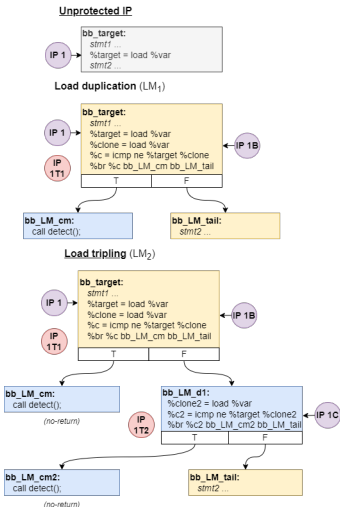 Unprotected IP
bb_target:
stmt1 ...
IP 1
%target = load %var
stmt2 ...
Load duplication (LM1)
bb_target:
stmt1 ...
IP 1
%target = load %var
%clone = load %var
IP 1B
%c = icmp ne %target %clone
%br %c bb_LM_cm bb_LM_tail
IP
1T1
T
F
bb_LM_cm:
call detect();
bb_LM_tail:
stmt2 ...
Load tripling (LM2)
bb_target:
stmt1 ...
IP 1
%target = load %var
%clone = load %var
IP 1B
%c = icmp ne %target %clone
%br %c bb_LM_cm bb_LM_tail
IP
1T1
T
F
bb_LM_cm:
call detect();
(no-return)
bb_LM_d1:
%clone2 = load %var
%c2 = icmp ne %target %clone2
%br %c2 bb_LM_cm2 bb_LM_tail
IP 1C
IP
1T2
T
F
bb_LM_cm2:
call detect();
(no-return)
bb_LM_tail:
stmt2 ...